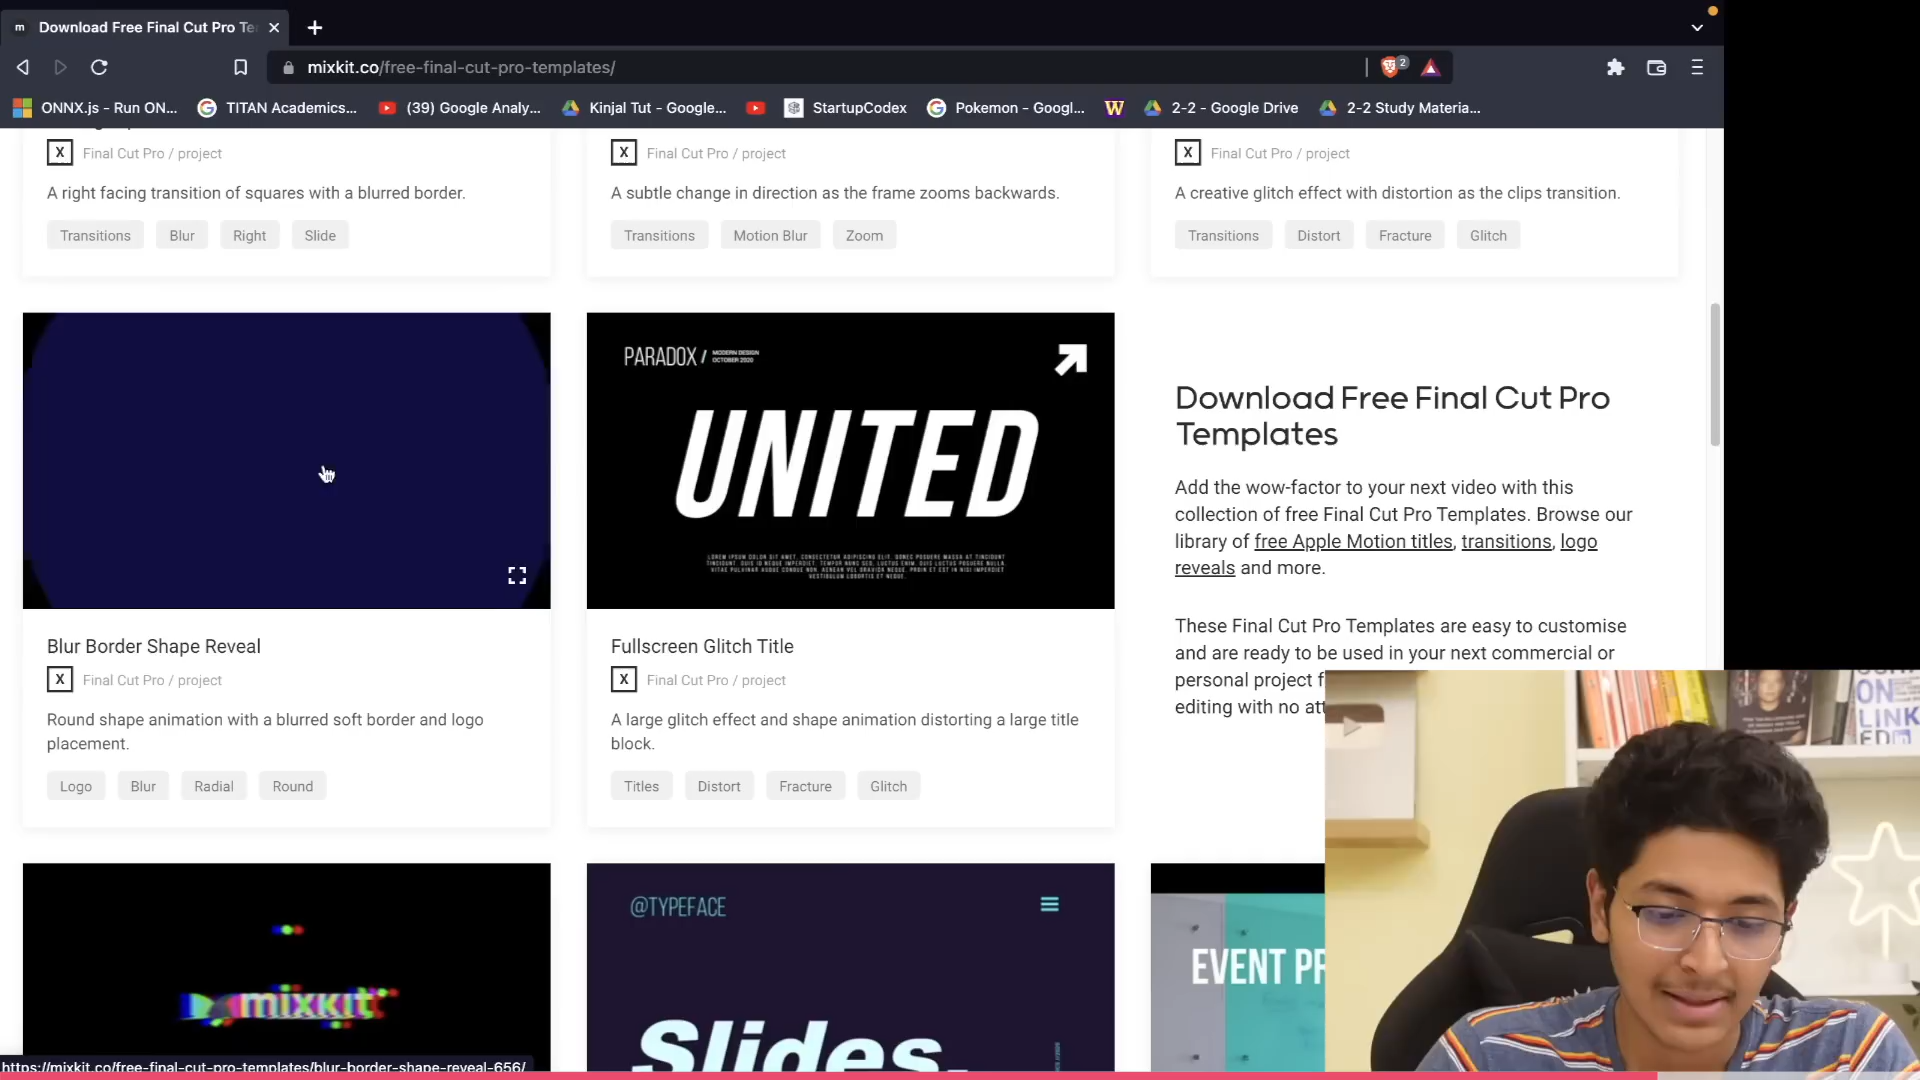 m Download Free Final Cut Pro Te
mixkit.co/free-final-cut-pro-templates/
2
ONNX.js - Run ON...
TITAN Academics...
(39) Google Analy...
Kinjal Tut - Google...
StartupCodex
Pokemon - Googl...
W
2-2 - Google Drive
2-2 Study Materia...
X Final Cut Pro / project
A right facing transition of squares with a blurred border.
Transitions Blur Right Slide
X Final Cut Pro / project
A subtle change in direction as the frame zooms backwards.
Transitions Motion Blur Zoom
X Final Cut Pro / project
A creative glitch effect with distortion as the clips transition.
Transitions Distort Fracture Glitch
Blur Border Shape Reveal
X Final Cut Pro / project
Round shape animation with a blurred soft border and logo
placement.
Logo Blur Radial Round
PARADOX / MODERN DESIGN
OCTOBER 2020
UNITED
Fullscreen Glitch Title
X Final Cut Pro / project
A large glitch effect and shape animation distorting a large title
block.
Titles Distort Fracture Glitch
Download Free Final Cut Pro
Templates
Add the wow-factor to your next video with this
collection of free Final Cut Pro Templates. Browse our
library of free Apple Motion titles, transitions, logo
reveals and more.
These Final Cut Pro Templates are easy to customise
and are ready to be used in your next commercial or
personal project f
editing with no att
mixkit
@TYPEFACE
Slides.
EVENT PR
ON
LINK
EDIN
https://mixkit.co/free-final-cut-pro-templates/blur-border-shape-reveal-656/